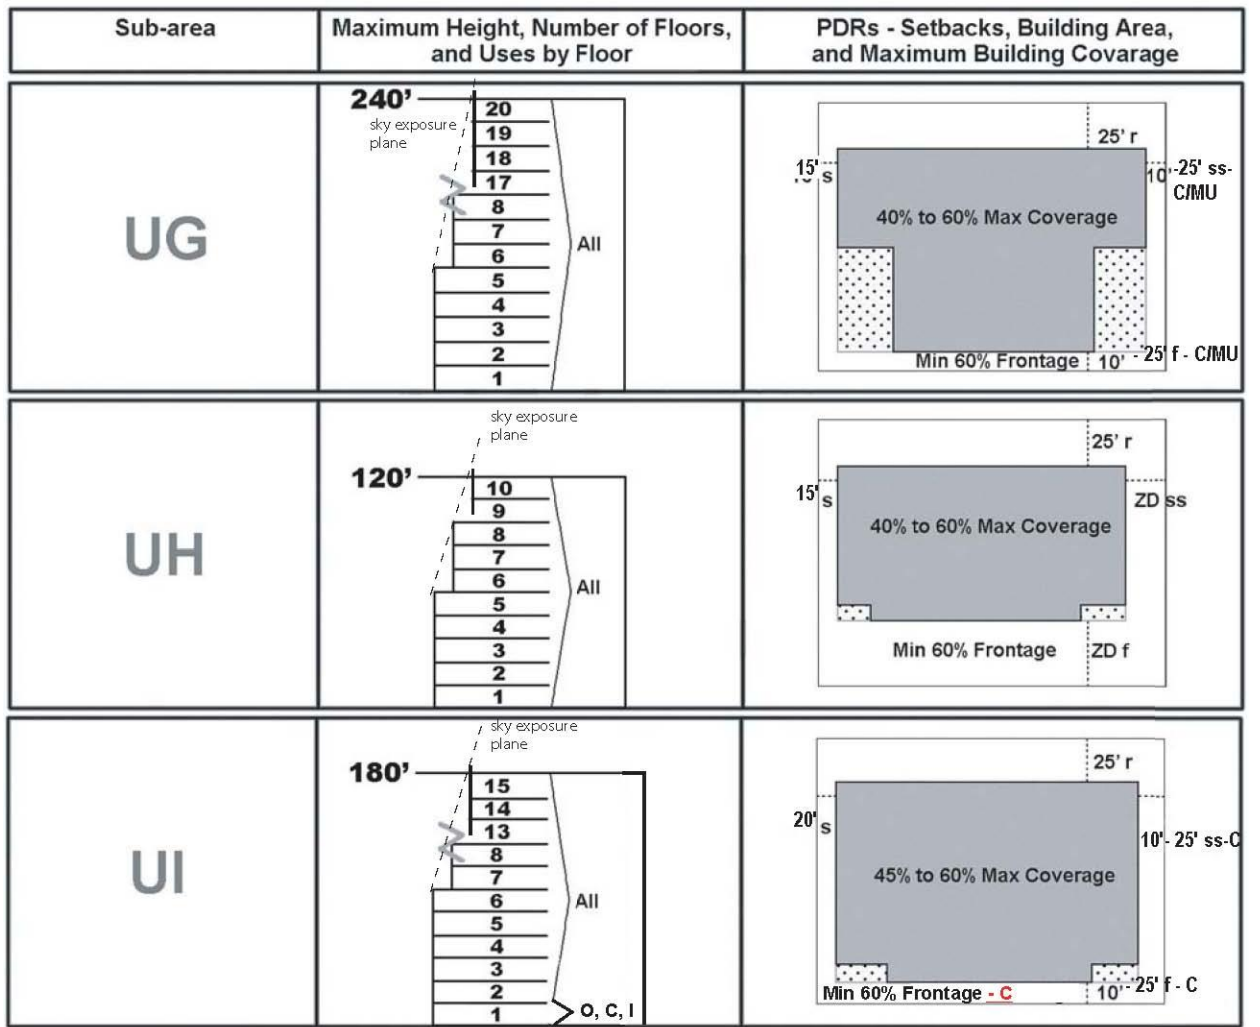 Sub-area
Maximum Height, Number of Floors,
and Uses by Floor
PDRs - Setbacks, Building Area,
and Maximum Building Covarage
UG
240'
sky exposure
plane
20
19
18
17
8
7
6
5
4
3
2
1
All
25' r
15'
s
10'-25' ss-
C/MU
40% to 60% Max Coverage
Min 60% Frontage
10' - 25' f - C/MU
UH
sky exposure
plane
120'
10
9
8
7
6
5
4
3
2
1
All
25' r
15'
s
ZD ss
40% to 60% Max Coverage
Min 60% Frontage
ZD f
UI
sky exposure
plane
180'
15
14
13
8
7
6
5
4
3
2
1
All
O, C, I
25' r
20'
s
10'- 25' ss-C
45% to 60% Max Coverage
Min 60% Frontage - C
10'- 25' f - C